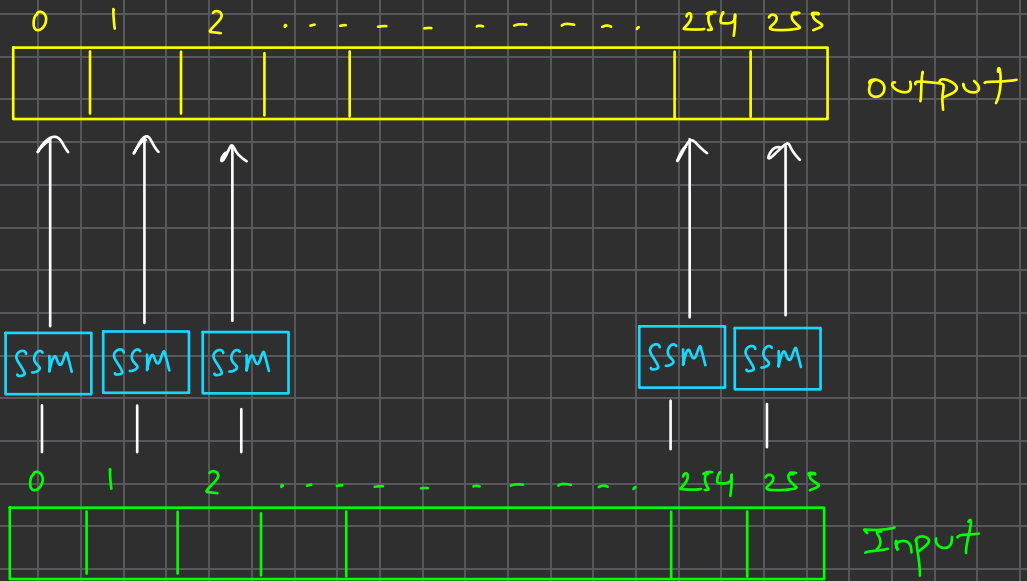 0 1 2 . . . . - - - - - - - . 254 255
output
SSM SSM SSM SSM SSM
0 1 2 . . . . - - - - - - - . 254 255
Input